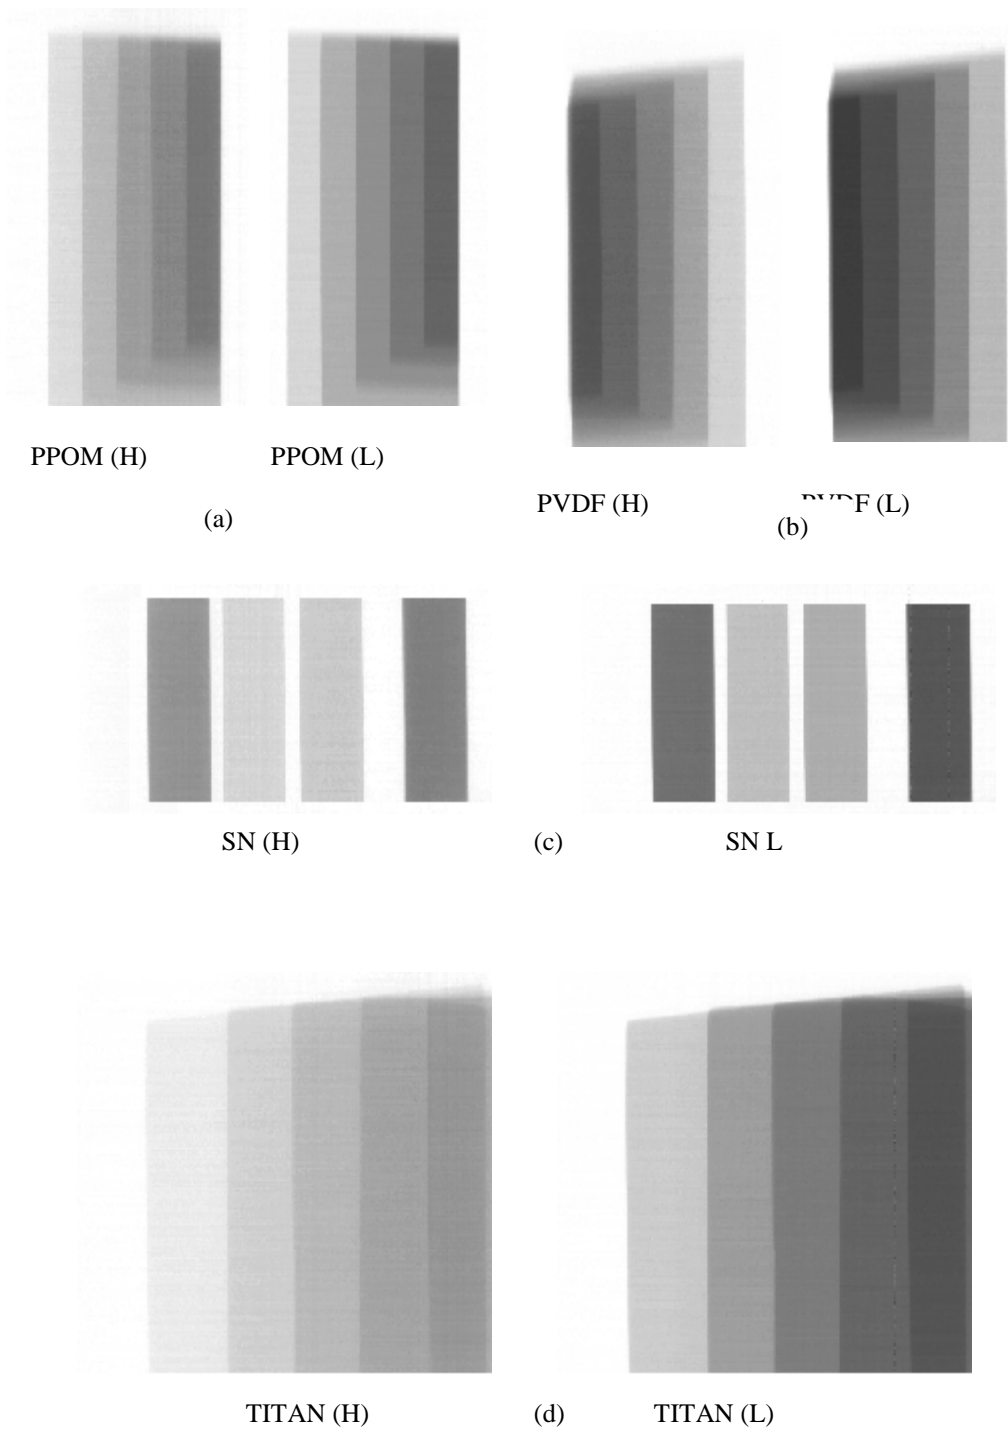 PPOM (H) PPOM (L)
(a)
PVDF (H)
(b)
SN (H) (c) SN L
TITAN (H) (d) TITAN (L)